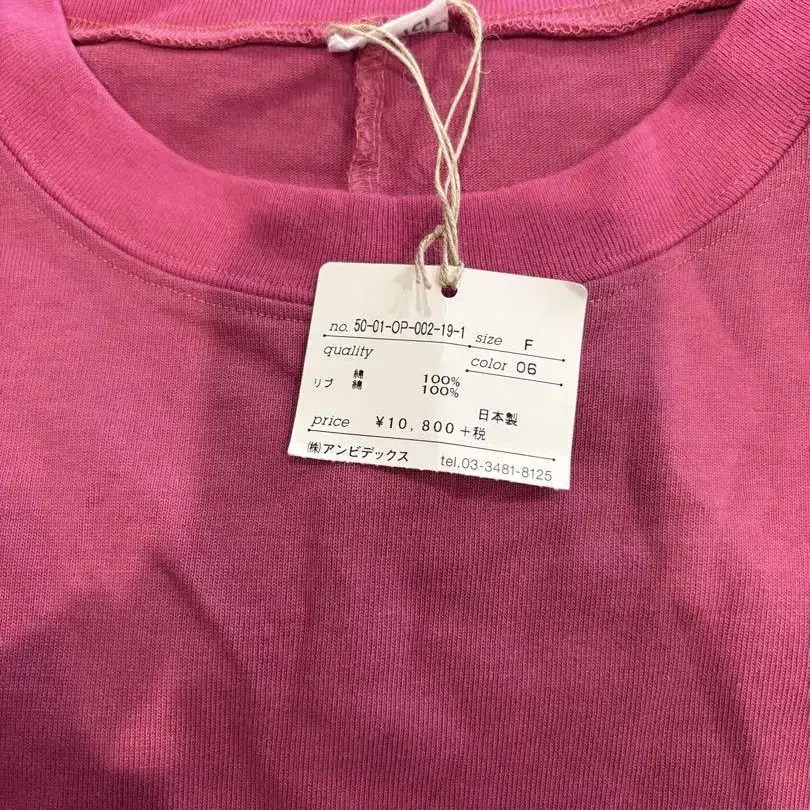 no. 50-01-OP-002-19-1 size F
quality color 06
綿 100%
リブ 綿 100%
日本製
price ¥10,800+税
㈱アンビデックス tel.03-3481-8125